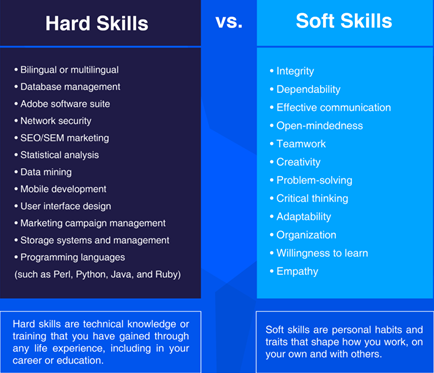 Hard Skills
vs.
Soft Skills
• Bilingual or multilingual
• Database management
• Adobe software suite
• Network security
• SEO/SEM marketing
• Statistical analysis
• Data mining
• Mobile development
• User interface design
• Marketing campaign management
• Storage systems and management
• Programming languages
(such as Perl, Python, Java, and Ruby)
• Integrity
• Dependability
• Effective communication
• Open-mindedness
• Teamwork
• Creativity
• Problem-solving
• Critical thinking
• Adaptability
• Organization
• Willingness to learn
• Empathy
Hard skills are technical knowledge or
training that you have gained through
any life experience, including in your
career or education.
Soft skills are personal habits and
traits that shape how you work, on
your own and with others.